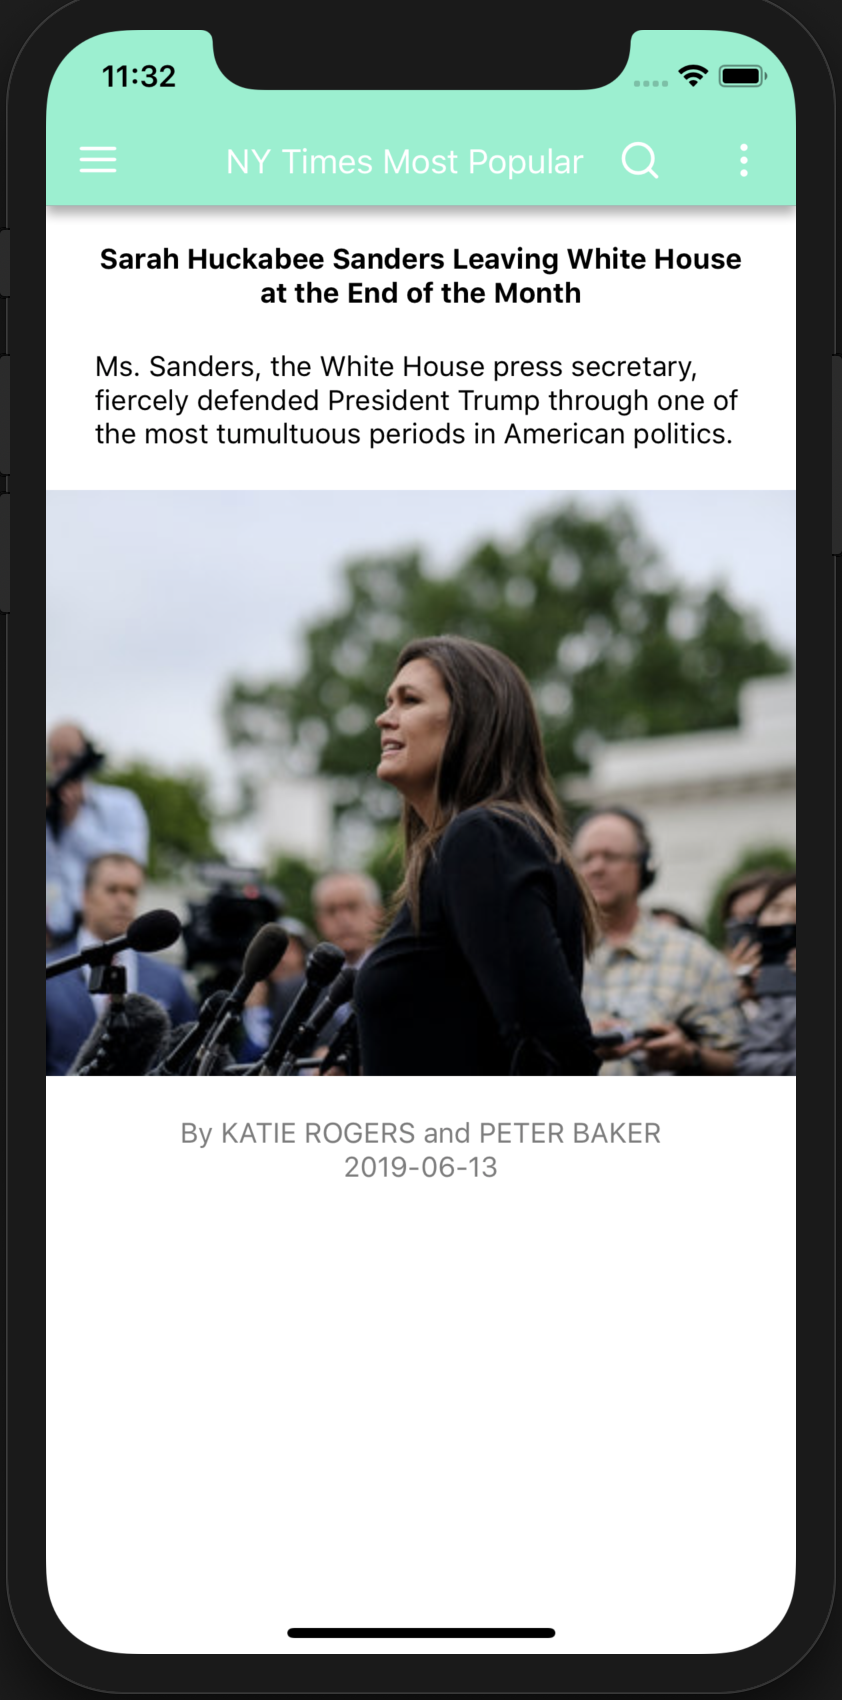 11:32
NY Times Most Popular
Sarah Huckabee Sanders Leaving White House
at the End of the Month
Ms. Sanders, the White House press secretary,
fiercely defended President Trump through one of
the most tumultuous periods in American politics.
By KATIE ROGERS and PETER BAKER
2019-06-13